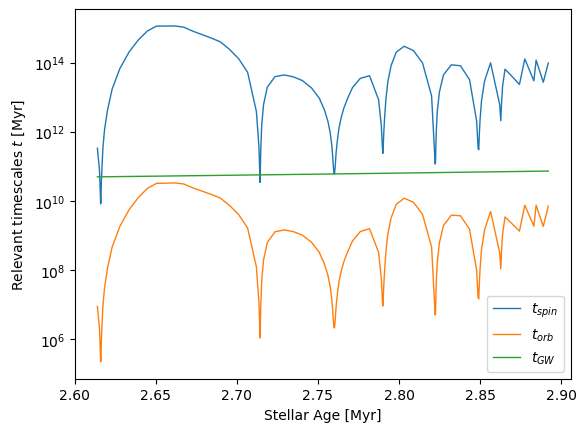 Relevant timescales t [Myr]
10^14
10^12
10^10
10^8
10^6
2.60 2.65 2.70 2.75 2.80 2.85 2.90
Stellar Age [Myr]
t_spin
t_orb
t_GW